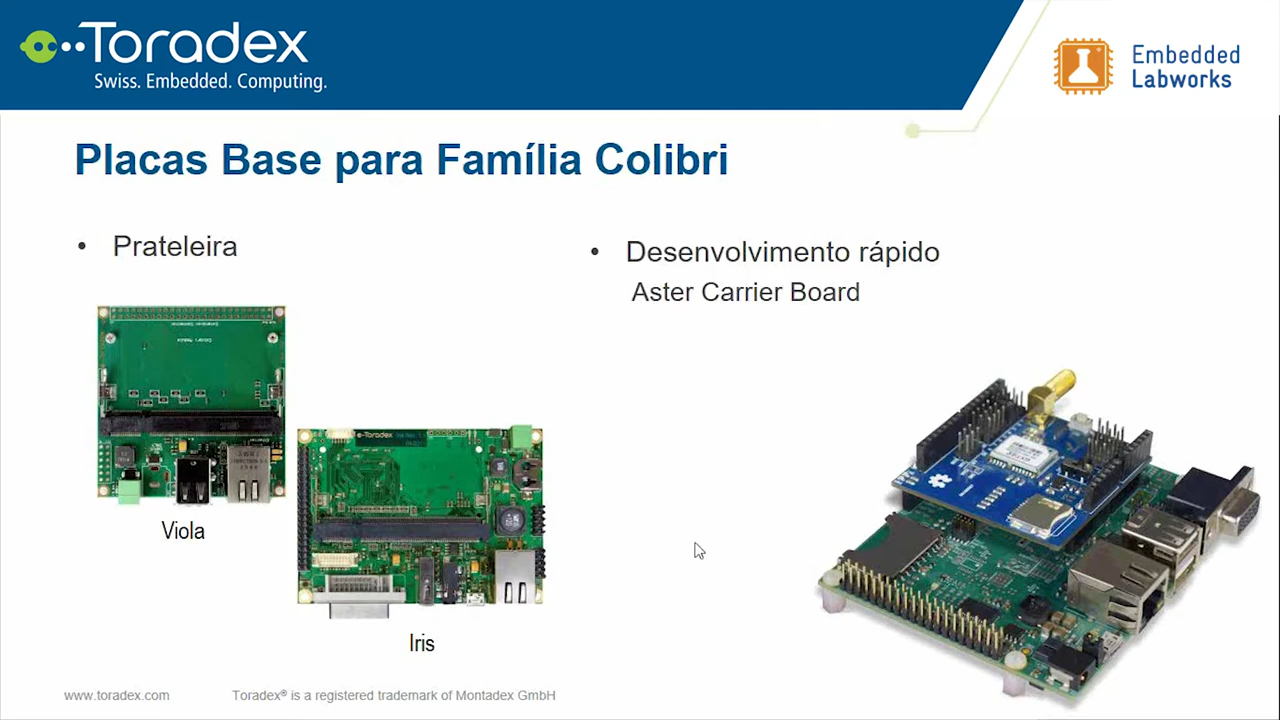 Toradex
Swiss. Embedded. Computing.
Embedded
Labworks
Placas Base para Família Colibri
• Prateleira
• Desenvolvimento rápido
Aster Carrier Board
Viola
Iris
www.toradex.com
Toradex® is a registered trademark of Montadex GmbH